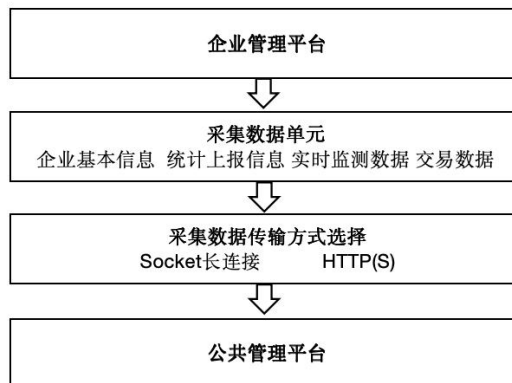 企业管理平台
采集数据单元
企业基本信息 统计上报信息 实时监测数据 交易数据
采集数据传输方式选择
Socket长连接 HTTP(S)
公共管理平台